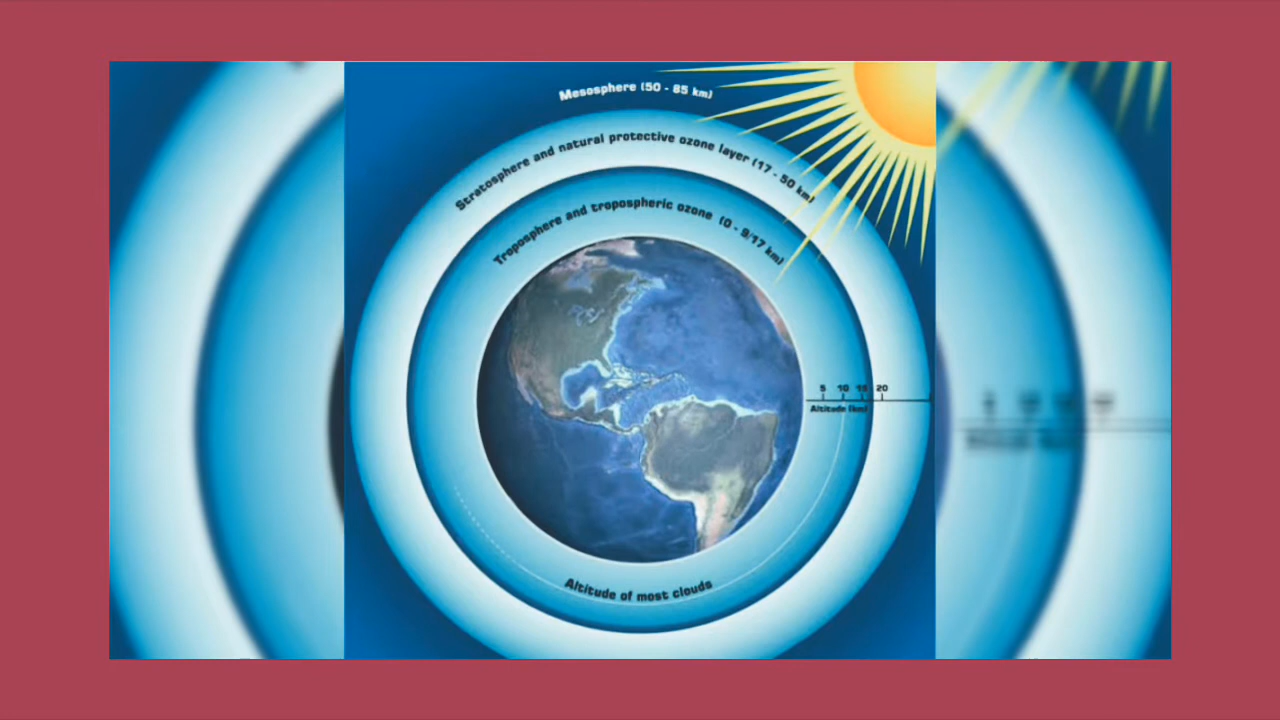 Mesosphere (50 - 85 km)
Stratosphere and natural protective ozone layer (17 - 50 km)
Troposphere and tropospheric ozone (0 - 9/17 km)
5 10 15 20
Altitude (km)
Altitude of most clouds